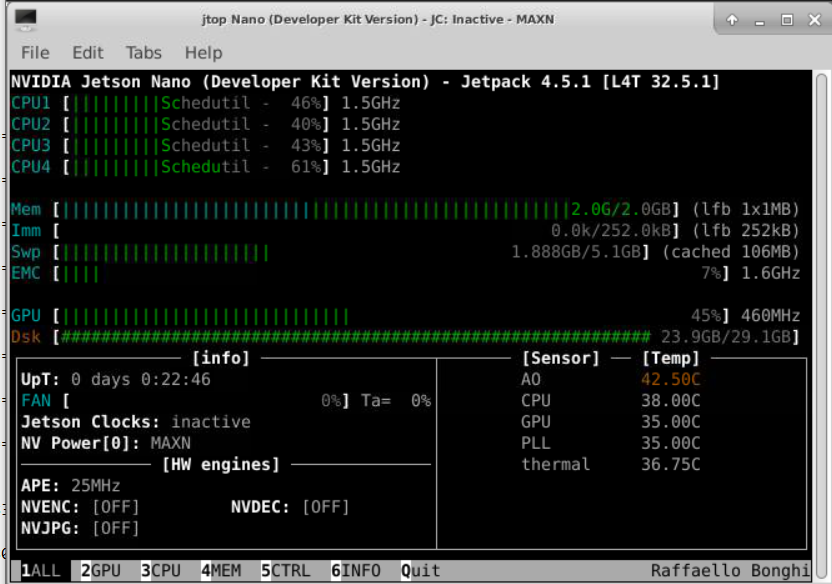 jtop Nano (Developer Kit Version) - JC: Inactive - MAXN
File Edit Tabs Help
NVIDIA Jetson Nano (Developer Kit Version) - Jetpack 4.5.1 [L4T 32.5.1]
CPU1 [|||||||||Schedutil - 46%] 1.5GHz
CPU2 [|||||||||Schedutil - 40%] 1.5GHz
CPU3 [|||||||||Schedutil - 43%] 1.5GHz
CPU4 [|||||||||Schedutil - 61%] 1.5GHz
Mem [|||||||||||||||||||||||||||||||||||||||||||||||||||2.0G/2.0GB] (lfb 1x1MB)
Imm [ 0.0k/252.0kB] (lfb 252kB)
Swp [||||||||||||||||||||| 1.888GB/5.1GB] (cached 106MB)
EMC [|||| 7%] 1.6GHz
GPU [||||||||||||||||||||||||||||| 45%] 460MHz
Dsk [########################################################### 23.9GB/29.1GB]
[info] [Sensor] [Temp]
UpT: 0 days 0:22:46 AO 42.50C
FAN [ 0%] Ta= 0% CPU 38.00C
Jetson Clocks: inactive GPU 35.00C
NV Power[0]: MAXN PLL 35.00C
[HW engines] thermal 36.75C
APE: 25MHz
NVENC: [OFF] NVDEC: [OFF]
NVJPG: [OFF]
1ALL 2GPU 3CPU 4MEM 5CTRL 6INFO Quit Raffaello Bonghi